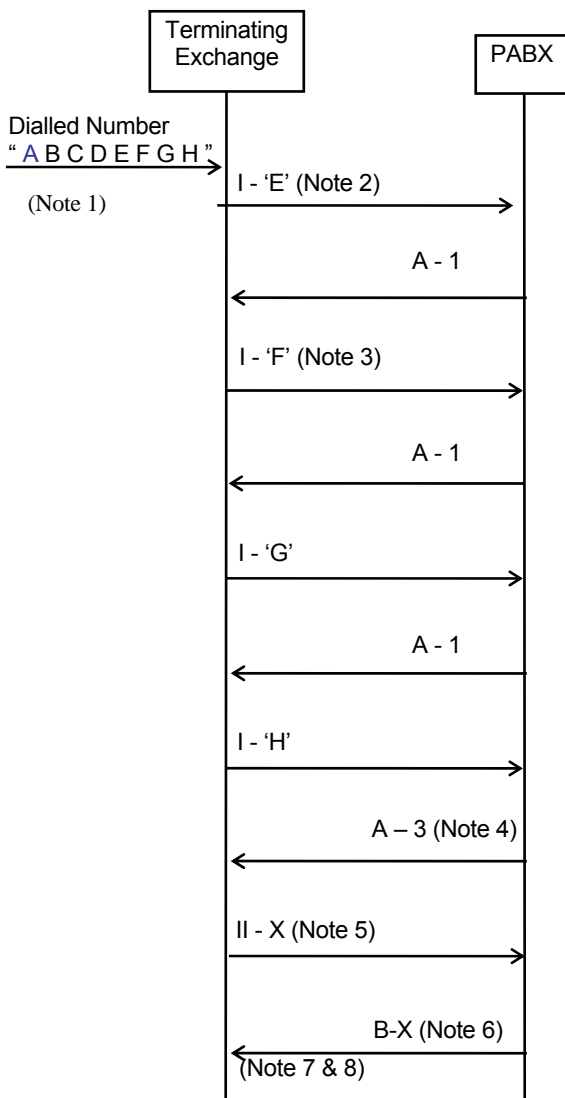 Terminating
Exchange
PABX
Dialled Number
“ A B C D E F G H ”
(Note 1)
I - ‘E’ (Note 2)
A - 1
I - ‘F’ (Note 3)
A - 1
I - ‘G’
A - 1
I - ‘H’
A – 3 (Note 4)
II - X (Note 5)
B-X (Note 6)
(Note 7 & 8)